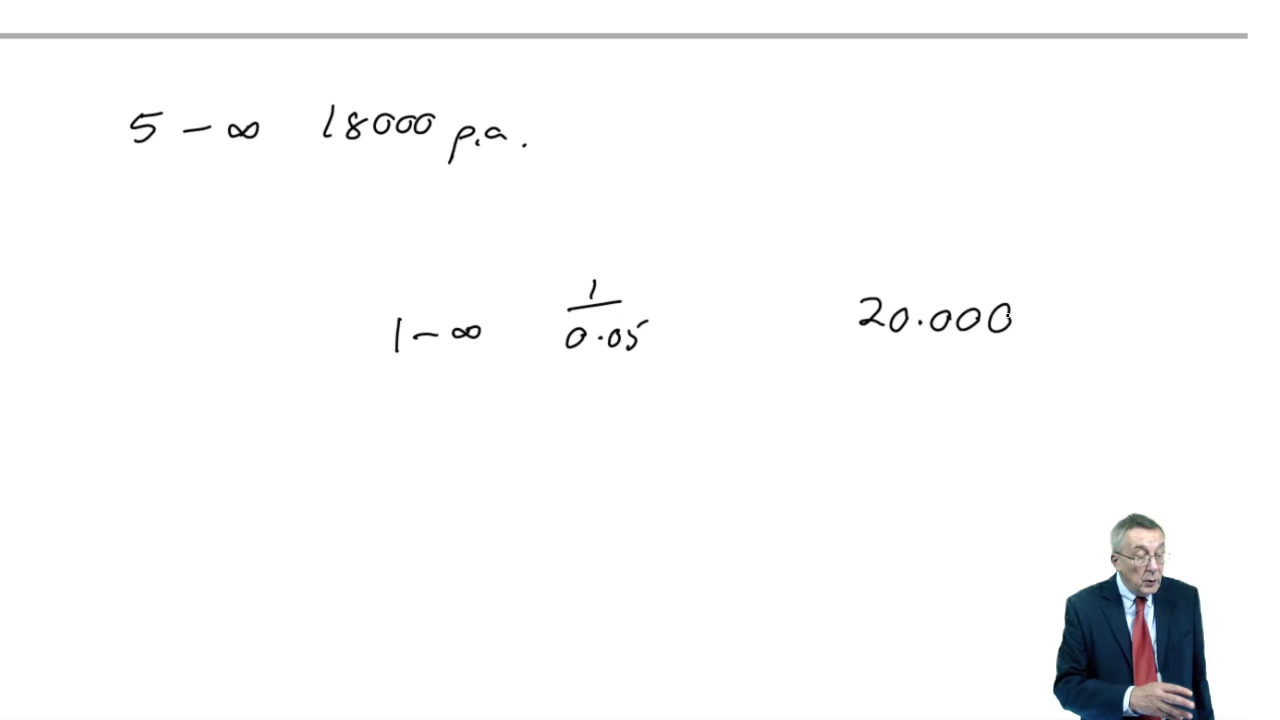 5 – ∞ 18000 p.a.
1 – ∞ 1/0.05 20.000